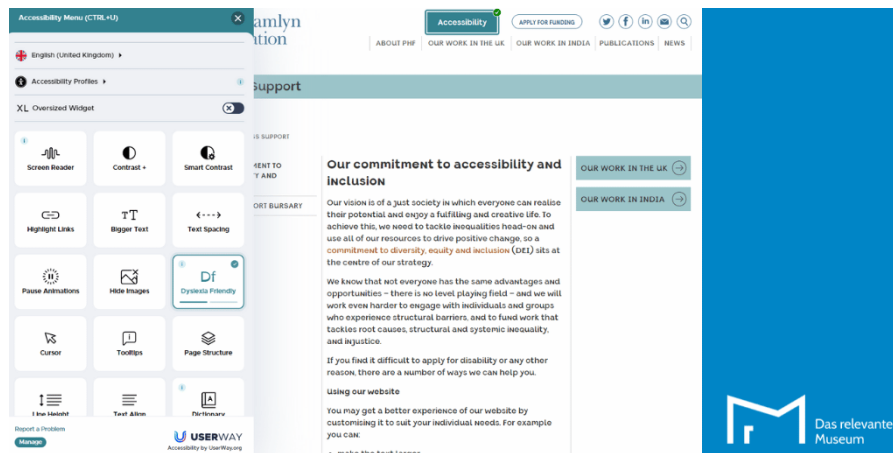 Accessibility Menu (CTRL+U)
English (United Kingdom)
Accessibility Profiles
XL Oversized Widget
Screen Reader
Contrast +
Smart Contrast
Highlight Links
Bigger Text
Text Spacing
Pause Animations
Hide Images
Df
Dyslexia Friendly
Cursor
Tooltips
Page Structure
Line Height
Text Align
Dictionary
Report a Problem
Manage
USERWAY
Accessibility by UserWay.org
amlyn
Accessibility
APPLY FOR FUNDING
ABOUT PHF
OUR WORK IN THE UK
OUR WORK IN INDIA
PUBLICATIONS
NEWS
Support
SUPPORT
TO
AND
BURSARY
Our commitment to accessibility and
inclusion
Our vision is of a just society in which everyone can realise
their potential and enjoy a fulfilling and creative life. To
achieve this, we need to tackle inequalities head-on and
use all of our resources to drive positive change, so a
commitment to diversity, equity and inclusion (DEI) sits at
the centre of our strategy.
We know that not everyone has the same advantages and
opportunities – there is no level playing field – and we will
work even harder to engage with individuals and groups
who experience structural barriers, and to fund work that
tackles root causes, structural and systemic inequality,
and injustice.
If you find it difficult to apply for disability or any other
reason, there are a number of ways we can help you.
Using our website
You may get a better experience of our website by
customising it to suit your individual needs. For example
you can:
make the text larger
OUR WORK IN THE UK
OUR WORK IN INDIA
Das relevante
Museum